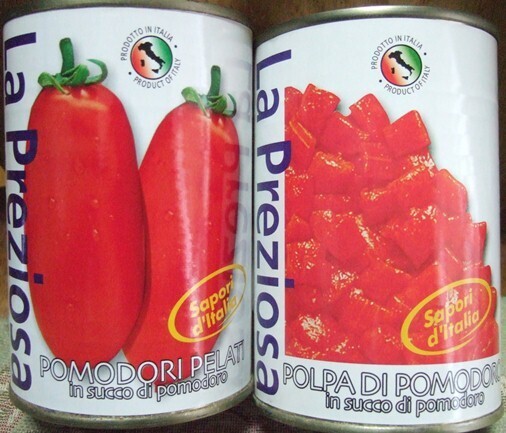 La Preziosa
PRODOTTO IN ITALIA
PRODUCT OF ITALY
Sapori
d'Italia
POMODORI PELATI
in succo di pomodoro
La Preziosa
PRODOTTO IN ITALIA
PRODUCT OF ITALY
Sapori
d'Italia
POLPA DI POMODORO
in succo di pomodoro